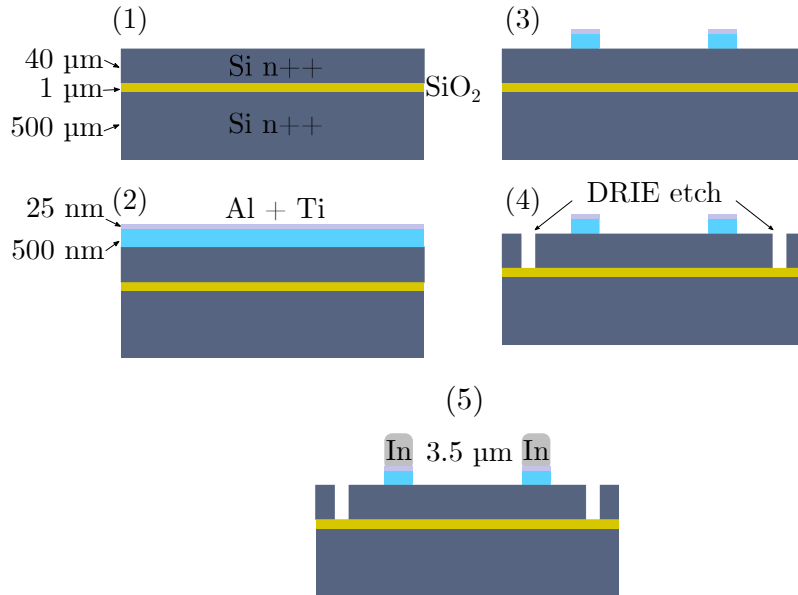 (1)
40 µm
Si n++
1 µm
SiO₂
500 µm
Si n++
(2)
25 nm
Al + Ti
500 nm
(3)
DRIE etch
(4)
(5)
In
3.5 µm
In